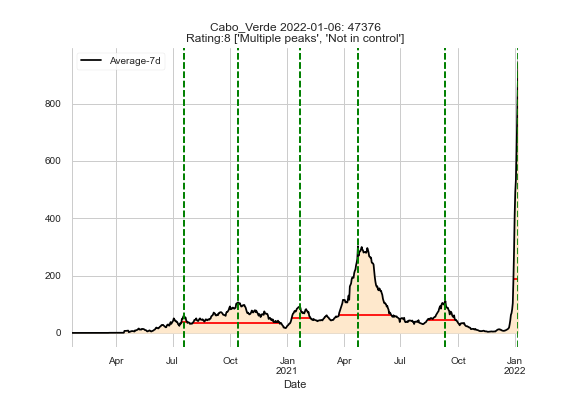 Cabo_Verde 2022-01-06: 47376
Rating:8 ['Multiple peaks', 'Not in control']
Average-7d
800
600
400
200
0
Apr Jul Oct Jan Apr Jul Oct Jan
2021 2022
Date